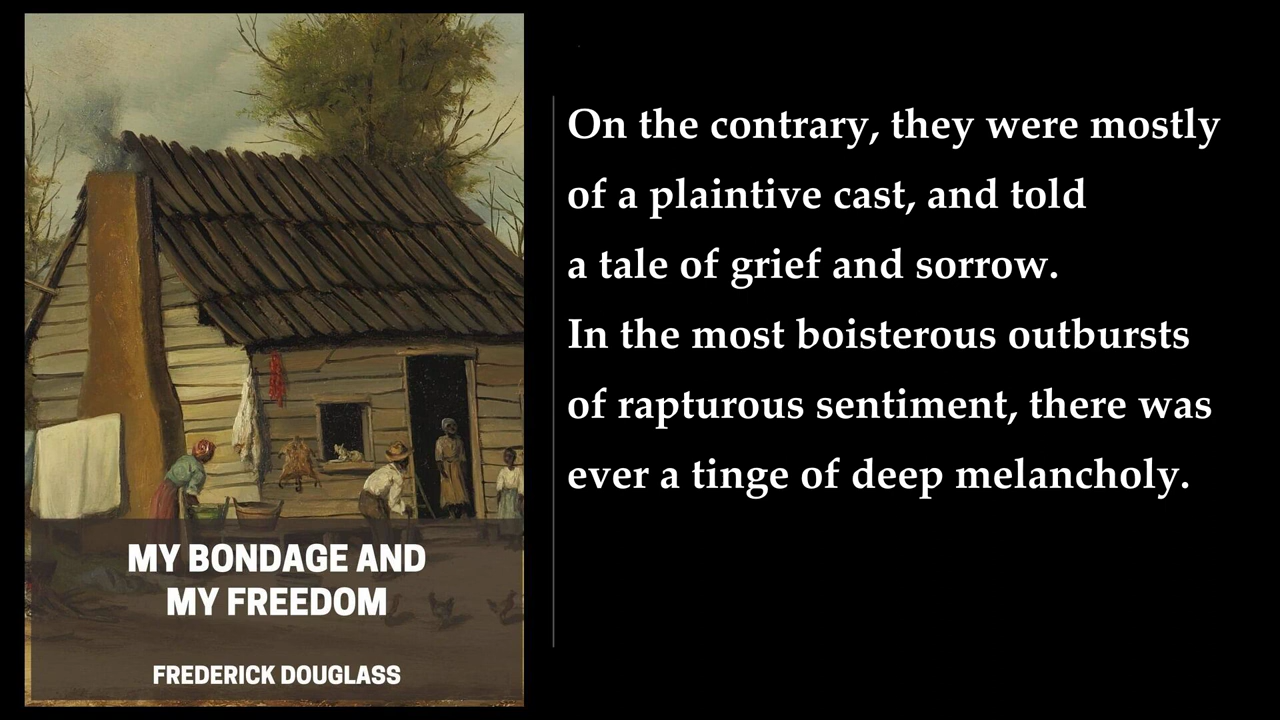 MY BONDAGE AND
MY FREEDOM
FREDERICK DOUGLASS
On the contrary, they were mostly
of a plaintive cast, and told
a tale of grief and sorrow.
In the most boisterous outbursts
of rapturous sentiment, there was
ever a tinge of deep melancholy.